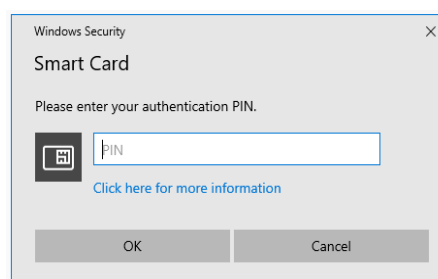 Windows Security
Smart Card
Please enter your authentication PIN.
PIN
Click here for more information
OK
Cancel